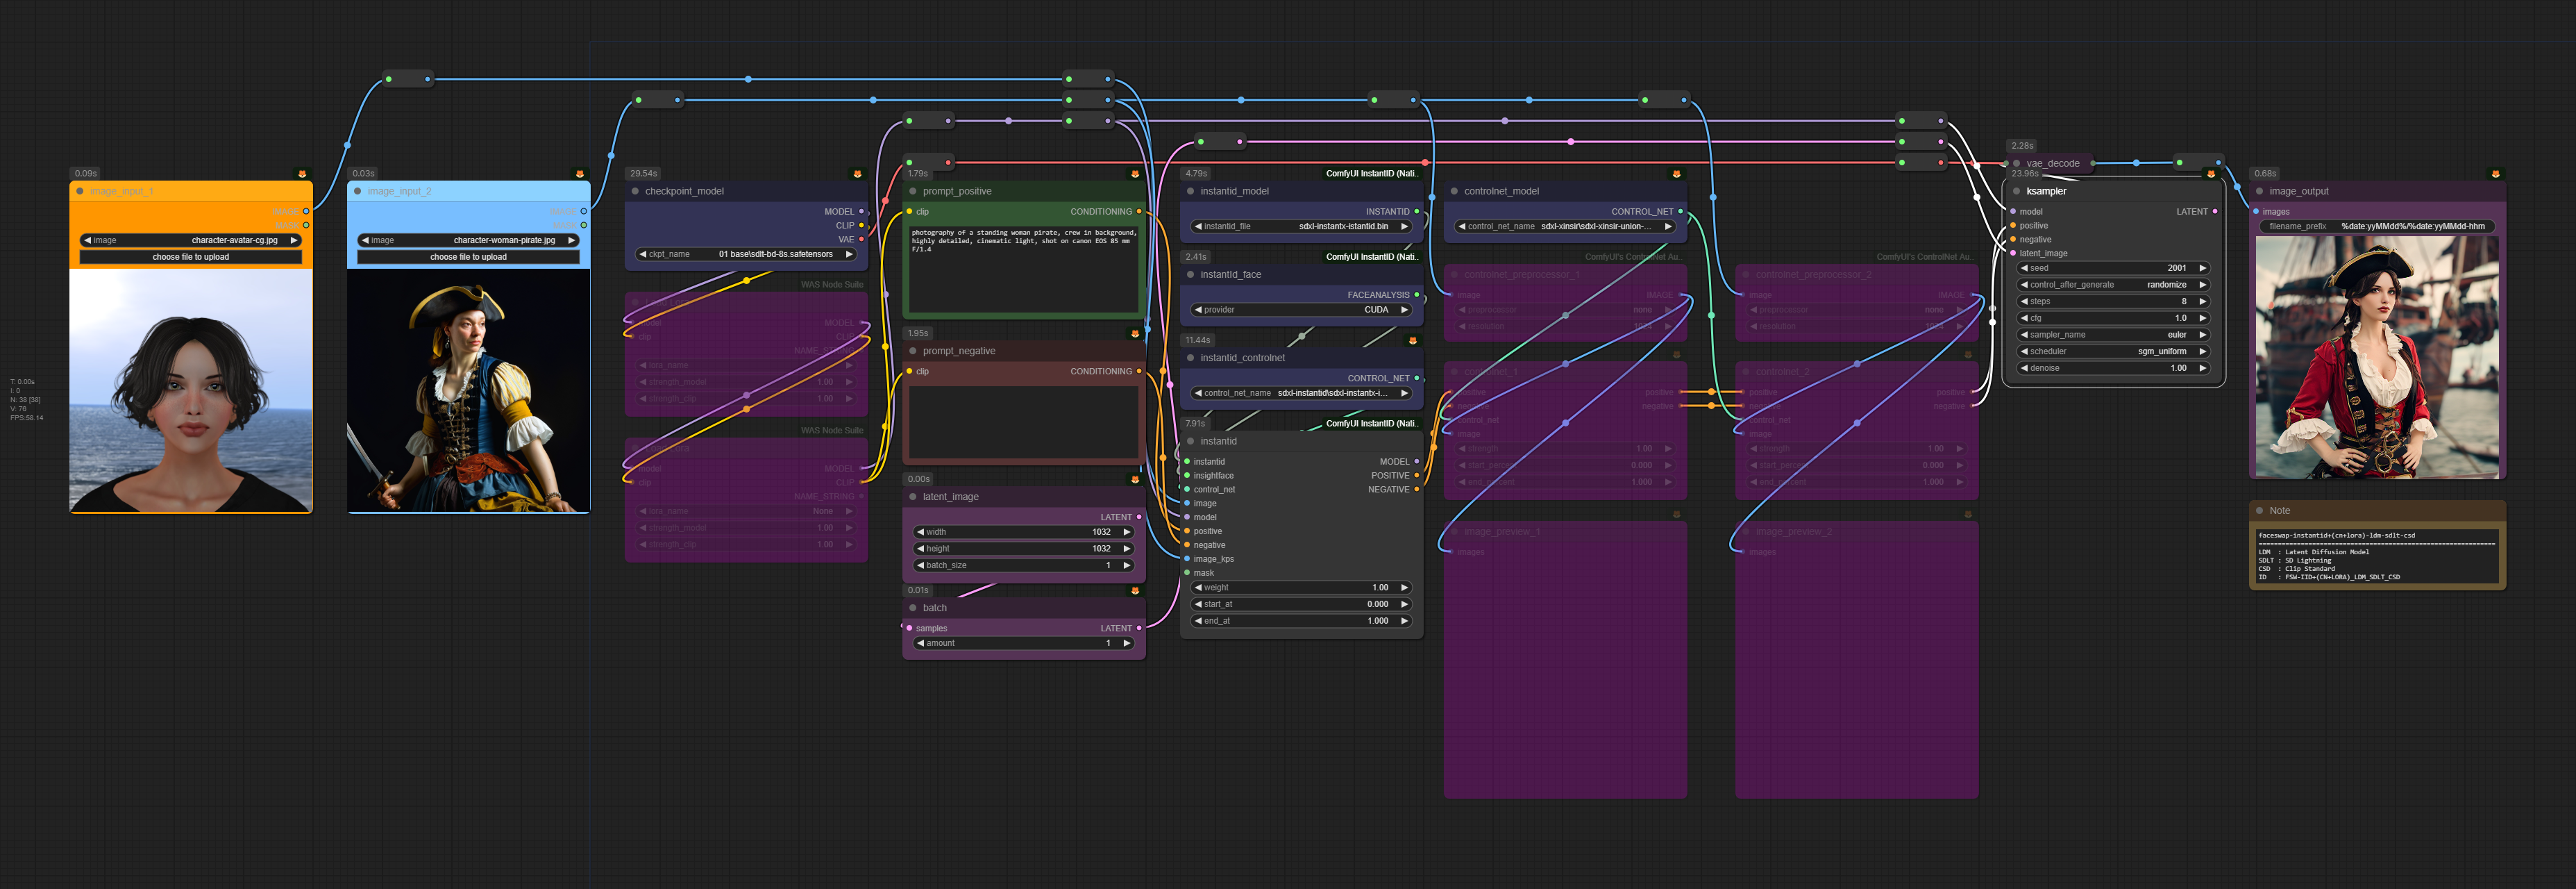 T: 0.00s
I: 0
N: 38 [38]
V: 76
FPS:58.14
0.09s
image_input_1
image character-avatar-cg.jpg
choose file to upload
0.03s
image_input_2
image character-woman-pirate.jpg
choose file to upload
29.54s
checkpoint_model
MODEL
CLIP
VAE
ckpt_name 01 base\sdlt-bd-8s.safetensors
WAS Node Suite
model MODEL
clip CLIP
NAME_STRING
lora_name
strength_model 1.00
strength_clip 1.00
WAS Node Suite
model MODEL
clip CLIP
NAME_STRING
lora_name None
strength_model 1.00
strength_clip 1.00
1.79s
prompt_positive
clip CONDITIONING
photography of a standing woman pirate, crew in background,
highly detailed, cinematic light, shot on canon EOS 85 mm
F/1.4
1.95s
prompt_negative
clip CONDITIONING
0.00s
latent_image
LATENT
width 1032
height 1032
batch_size 1
0.01s
batch
samples LATENT
amount 1
4.79s
ComfyUI InstantID (Nati..
instantid_model
INSTANTID
instantid_file sdxl-instantx-istantid.bin
2.41s
ComfyUI InstantID (Nati..
instantId_face
FACEANALYSIS
provider CUDA
11.44s
instantid_controlnet
CONTROL_NET
control_net_name sdxl-instantid\sdxl-instantx-i...
7.91s
ComfyUI InstantID (Nati..
instantid
instantid MODEL
insightface POSITIVE
control_net NEGATIVE
image
model
positive
negative
image_kps
mask
weight 1.00
start_at 0.000
end_at 1.000
controlnet_model
CONTROL_NET
control_net_name sdxl-xinsir\sdxl-xinsir-union-...
ComfyUI's ControlNet Au..
controlnet_preprocessor_1
image IMAGE
preprocessor none
resolution 1024
controlnet_1
positive positive
negative negative
control_net
image
strength 1.00
start_percent 0.000
end_percent 1.000
image_preview_1
images
ComfyUI's ControlNet Au..
controlnet_preprocessor_2
image IMAGE
preprocessor none
resolution 1024
controlnet_2
positive positive
negative negative
control_net
image
strength 1.00
start_percent 0.000
end_percent 1.000
image_preview_2
images
2.28s
vae_decode
23.96s
ksampler
model LATENT
positive
negative
latent_image
seed 2001
control_after_generate randomize
steps 8
cfg 1.0
sampler_name euler
scheduler sgm_uniform
denoise 1.00
0.68s
image_output
images
filename_prefix %date:yyMMdd%/%date:yyMMdd-hhm
Note
faceswap-instantid+(cn+lora)-ldm-sdlt-csd
LDM : Latent Diffusion Model
SDLT : SD Lightning
CSD : Clip Standard
ID : FSW-IID+(CN+LORA)_LDM_SDLT_CSD